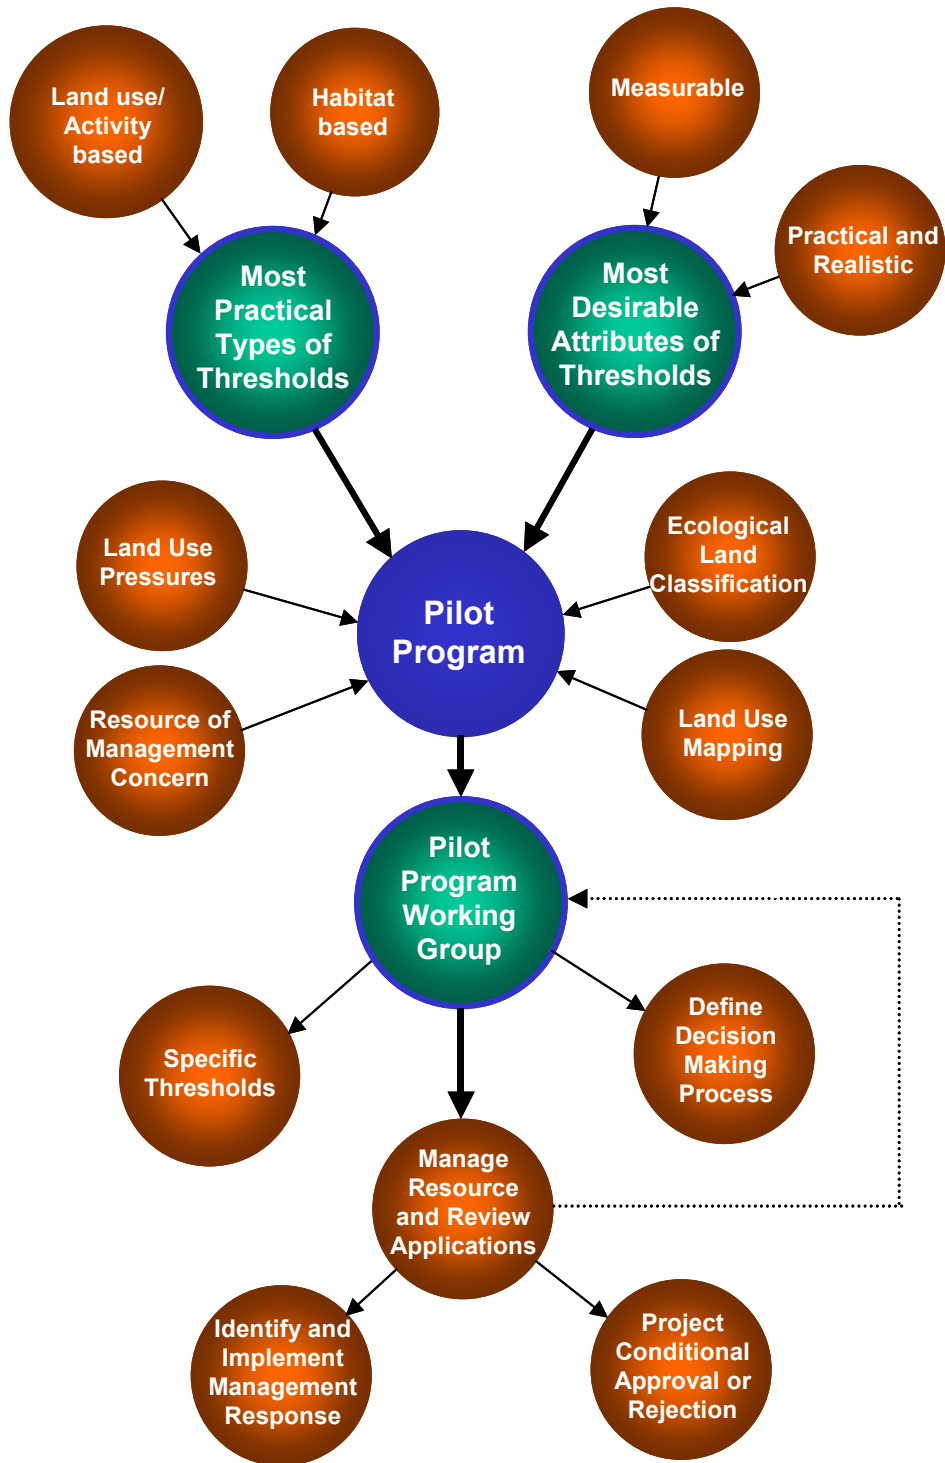 Land use/
Activity
based
Habitat
based
Measurable
Practical and
Realistic
Most
Practical
Types of
Thresholds
Most
Desirable
Attributes of
Thresholds
Land Use
Pressures
Ecological
Land
Classification
Pilot
Program
Resource of
Management
Concern
Land Use
Mapping
Pilot
Program
Working
Group
Specific
Thresholds
Define
Decision
Making
Process
Manage
Resource
and Review
Applications
Identify and
Implement
Management
Response
Project
Conditional
Approval or
Rejection